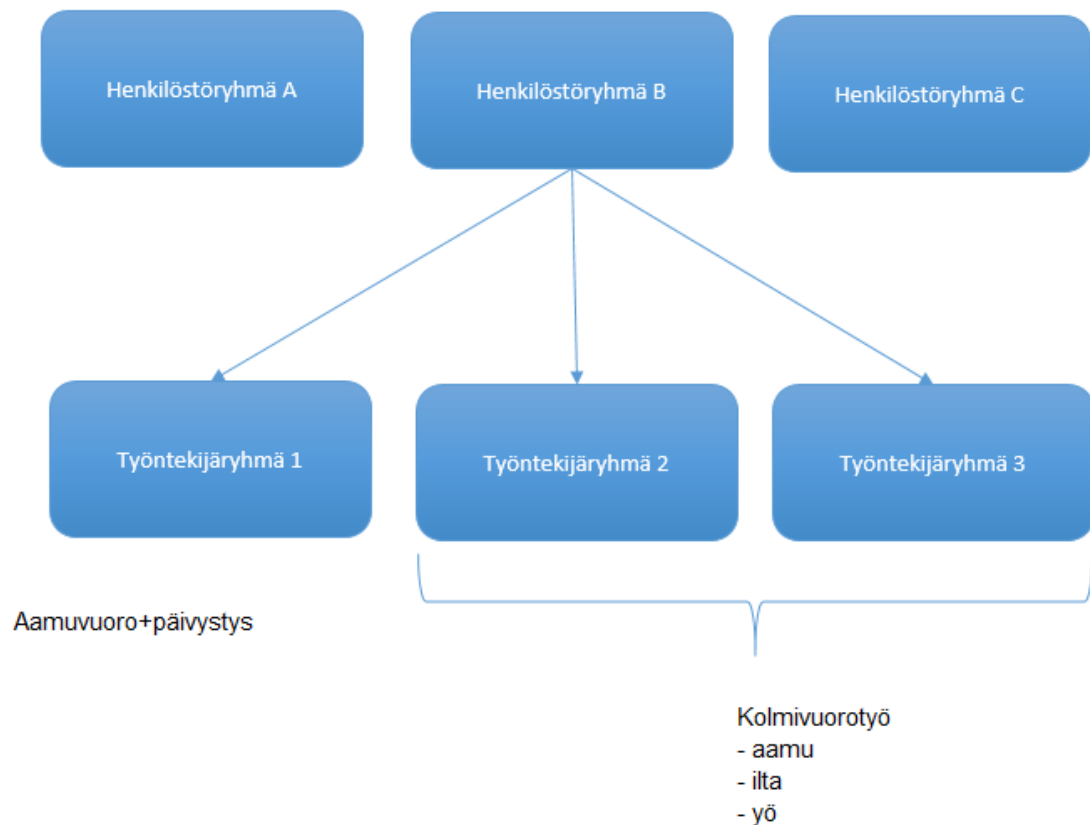 Henkilöstöryhmä A
Henkilöstöryhmä B
Henkilöstöryhmä C
Työntekijäryhmä 1
Työntekijäryhmä 2
Työntekijäryhmä 3
Aamuvuoro+päivystys
Kolmivuorotyö
- aamu
- ilta
- yö